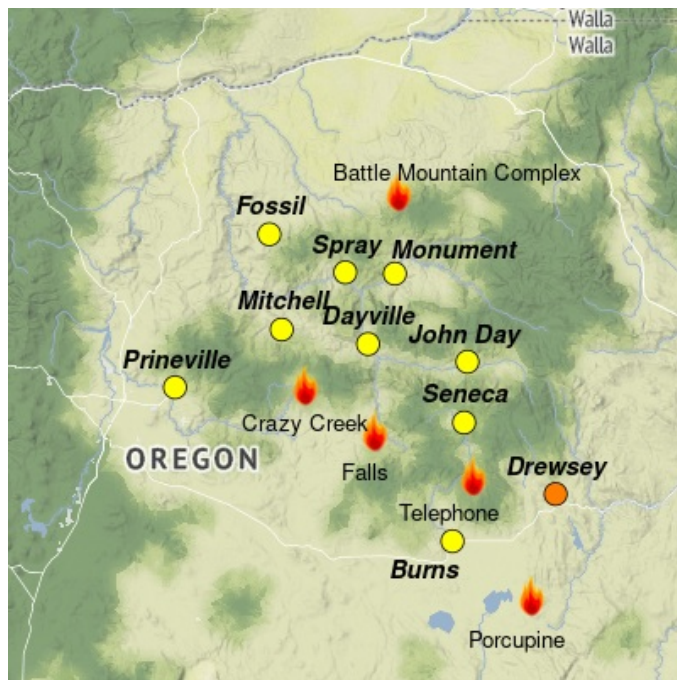 Walla
Walla
Battle Mountain Complex
Fossil
Spray
Monument
Mitchell
Dayville
John Day
Prineville
Seneca
Crazy Creek
OREGON
Falls
Drewsey
Telephone
Burns
Porcupine